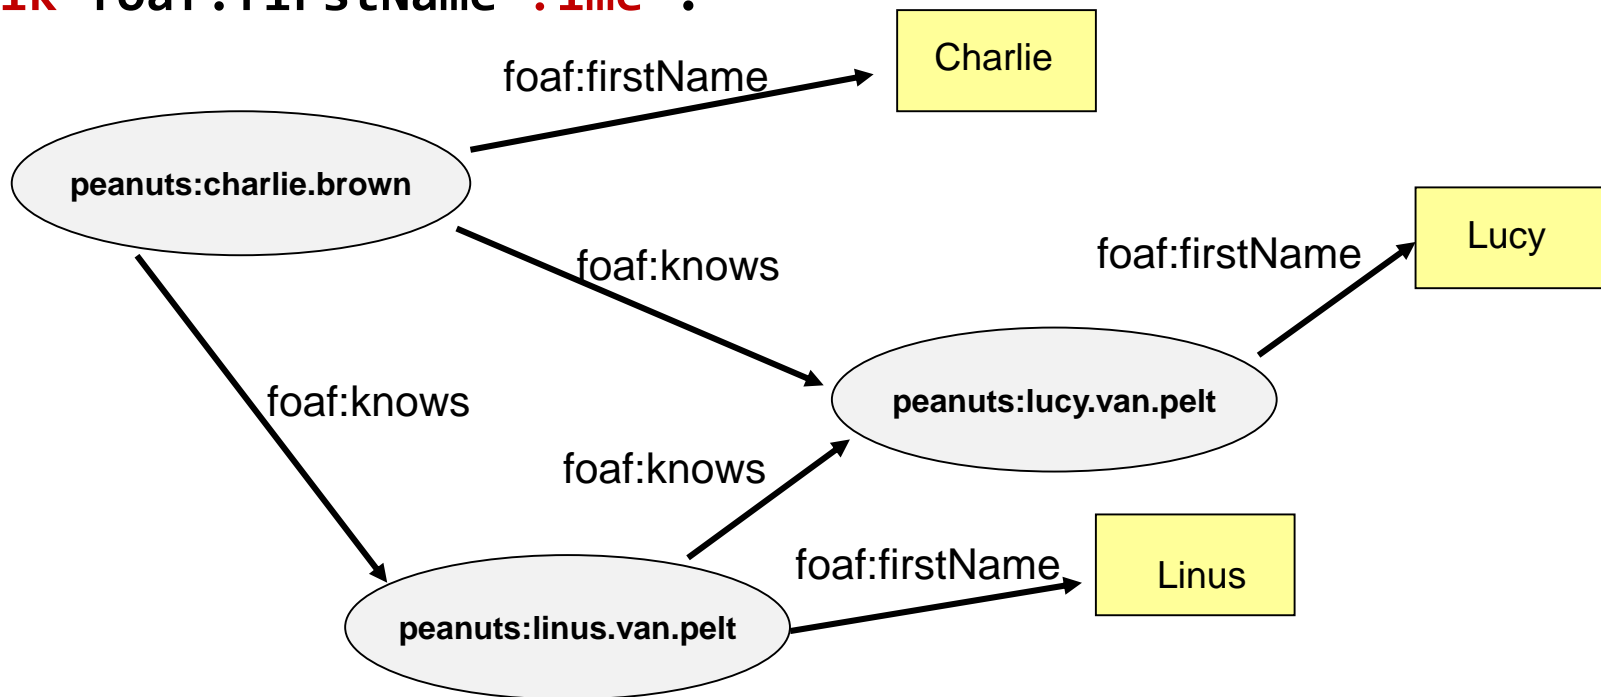 foaf:firstName
Charlie
peanuts:charlie.brown
foaf:knows
foaf:firstName
Lucy
foaf:knows
peanuts:lucy.van.pelt
foaf:knows
foaf:firstName
Linus
peanuts:linus.van.pelt